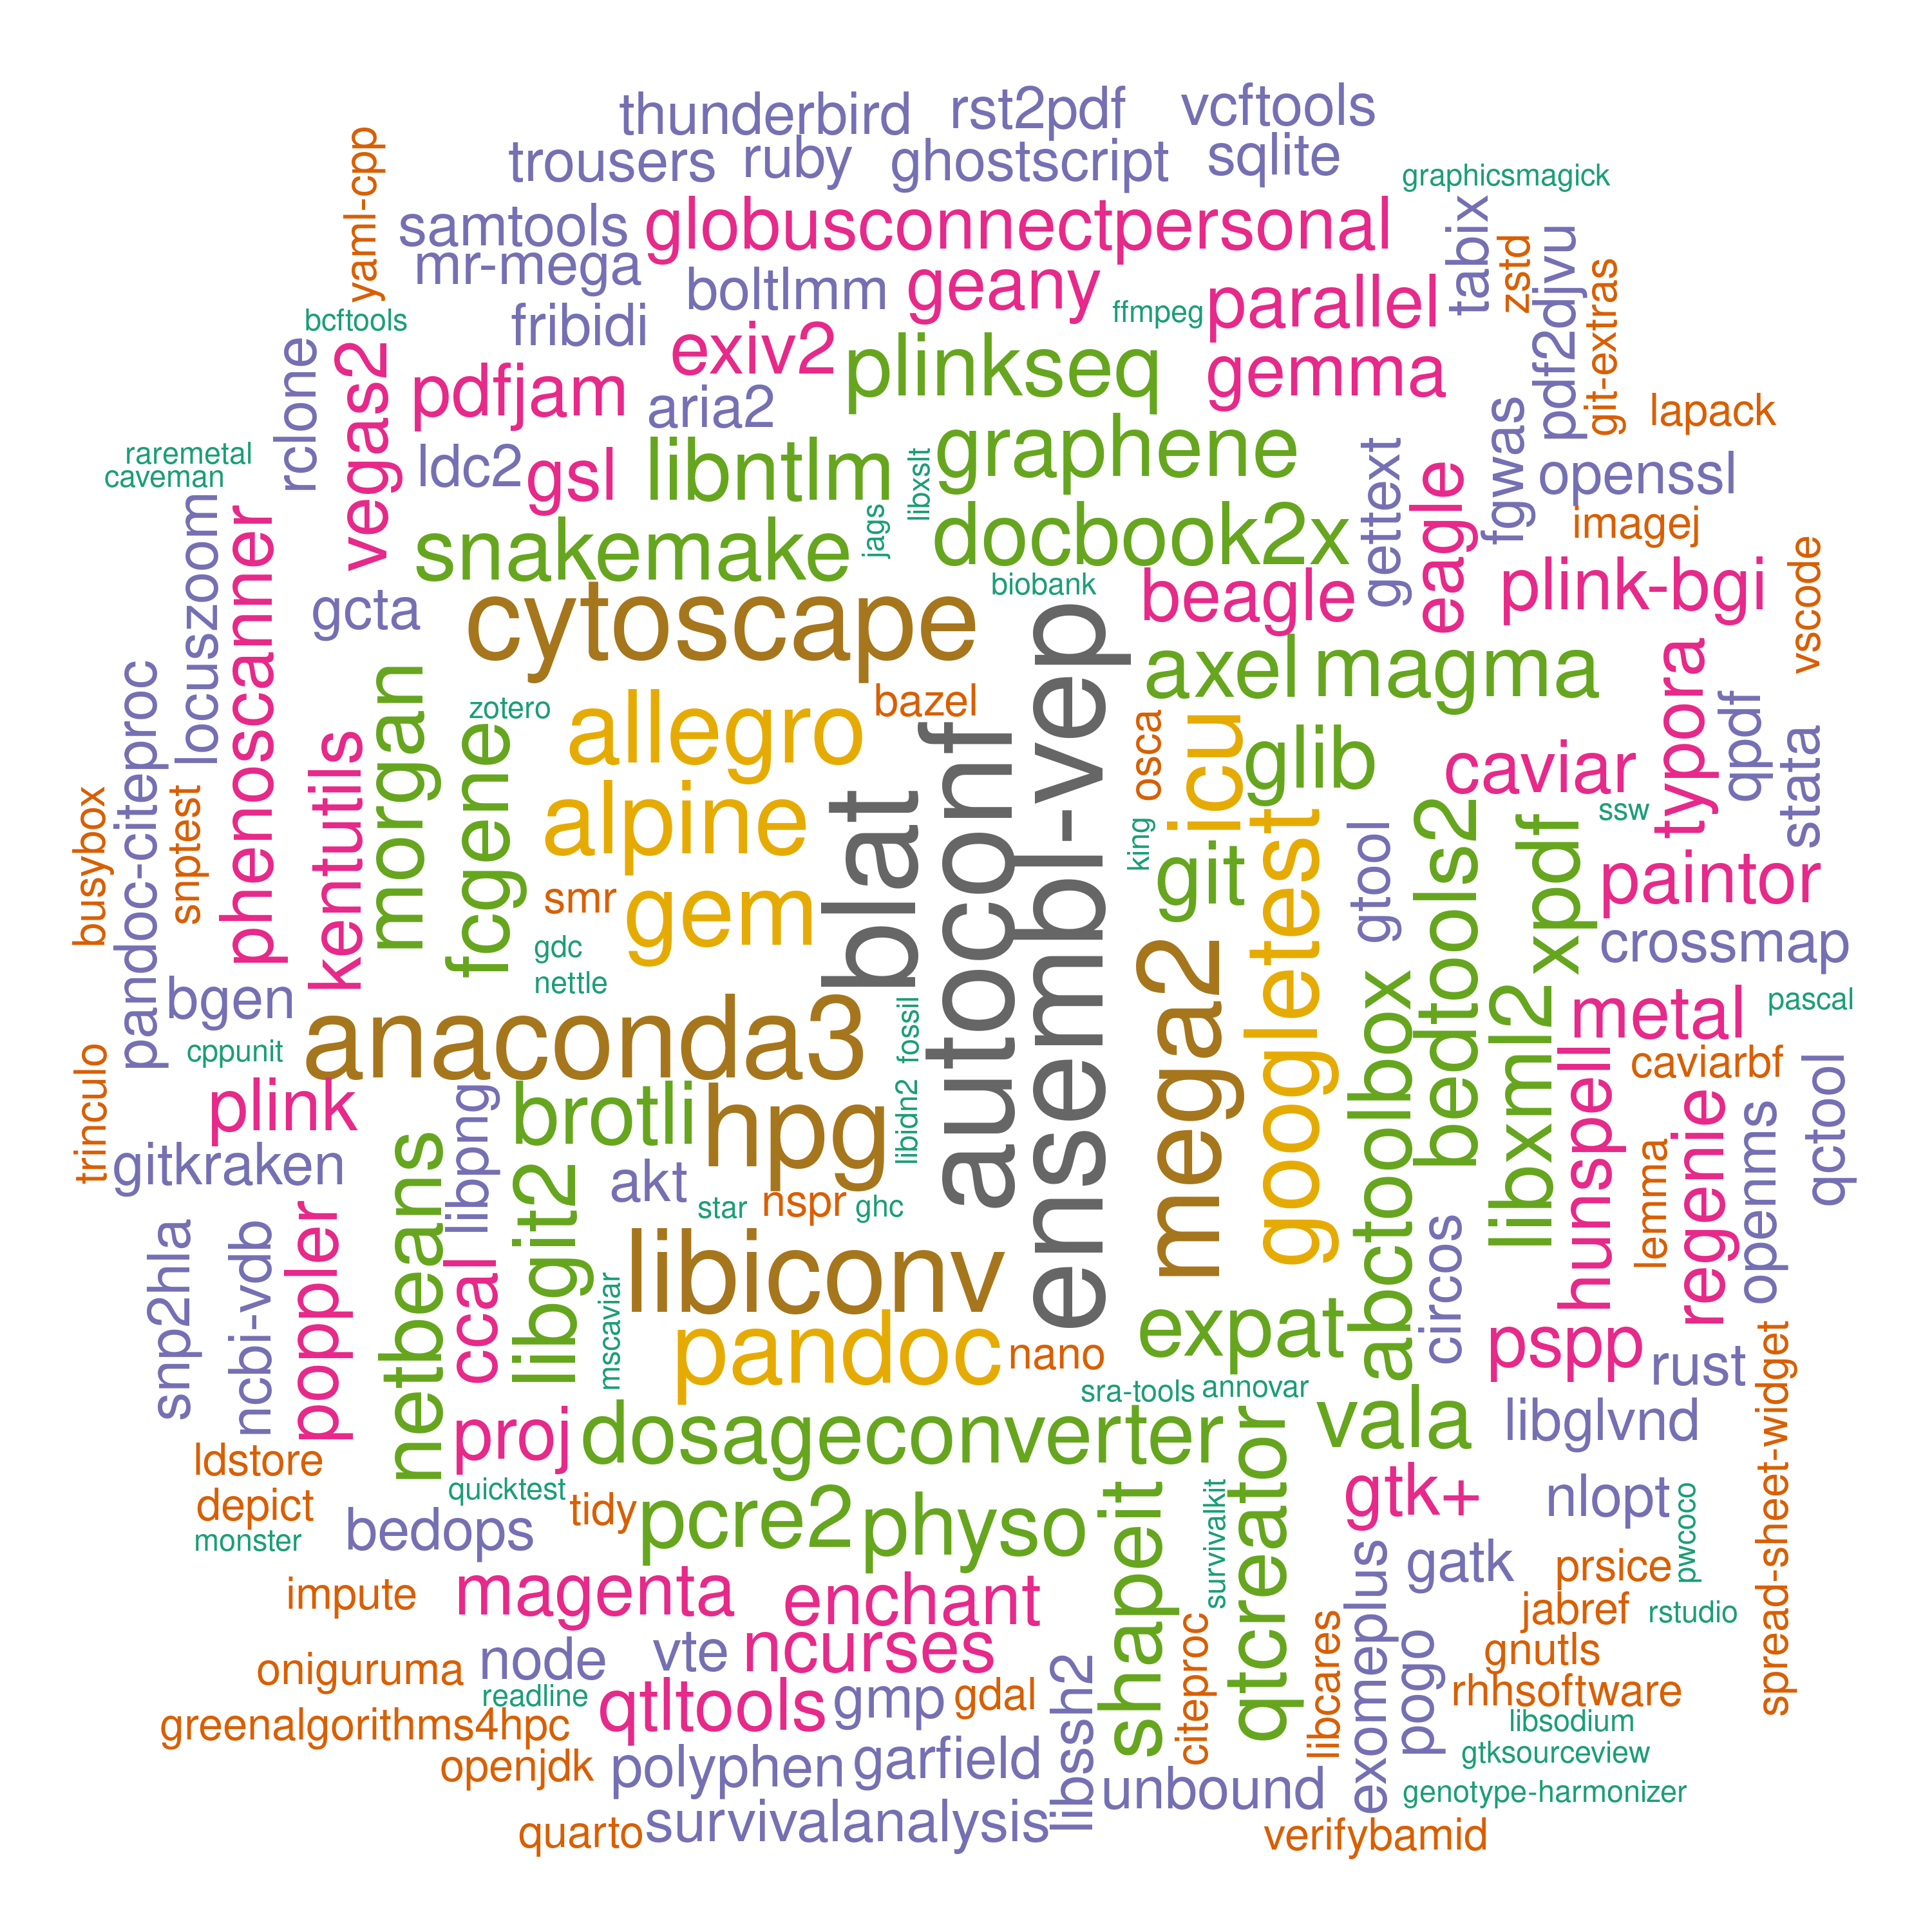 thunderbird
rst2pdf
vcftools
trousers
ruby
ghostscript
sqlite
graphicsmagick
yaml-cpp
samtools
globusconnectpersonal
tabix
zstd
pdf2djvu
git-extras
mr-mega
boltlmm
geany
ffmpeg
parallel
bcftools
fribidi
exiv2
plinkseq
gemma
rclone
vegas2
pdfjam
aria2
graphene
fgwas
lapack
raremetal
caveman
ldc2
gsl
libntlm
libxslt
gettext
eagle
openssl
locuszoom
phenoscanner
snakemake
jags
docbook2x
imagej
vscode
gcta
cytoscape
biobank
beagle
plink-bgi
pandoc-citeproc
morgan
zotero
allegro
bazel
ensembl-vep
axel
magma
typora
qpdf
stata
kentutils
fcgene
autoconf
osca
icu
glib
caviar
busybox
snptest
alpine
blat
king
git
googletest
gtool
bedtools2
xpdf
ssw
paintor
smr
gem
crossmap
gdc
nettle
mega2
abctoolbox
libxml2
bgen
anaconda3
fossil
metal
pascal
cppunit
trinculo
plink
libpng
brotli
hpg
libidn2
hunspell
caviarbf
regenie
openms
qctool
gitkraken
netbeans
libgit2
akt
star
nspr
ghc
lemma
snp2hla
ncbi-vdb
poppler
ccal
libiconv
mscaviar
pandoc
nano
expat
circos
pspp
rust
spread-sheet-widget
sra-tools
annovar
proj
dosageconverter
vala
libglvnd
ldstore
depict
monster
quicktest
bedops
tidy
pcre2
physo
shapeit
survivalkit
qtcreator
gtk+
nlopt
pwcoco
impute
magenta
enchant
exomeplus
gatk
prsice
jabref
rstudio
oniguruma
node
vte
ncurses
libssh2
citeproc
libcares
pogo
gnutls
readline
qtltools
gmp
gdal
rhhsoftware
greenalgorithms4hpc
libsodium
openjdk
polyphen
garfield
unbound
gtksourceview
genotype-harmonizer
quarto
survivalanalysis
verifybamid